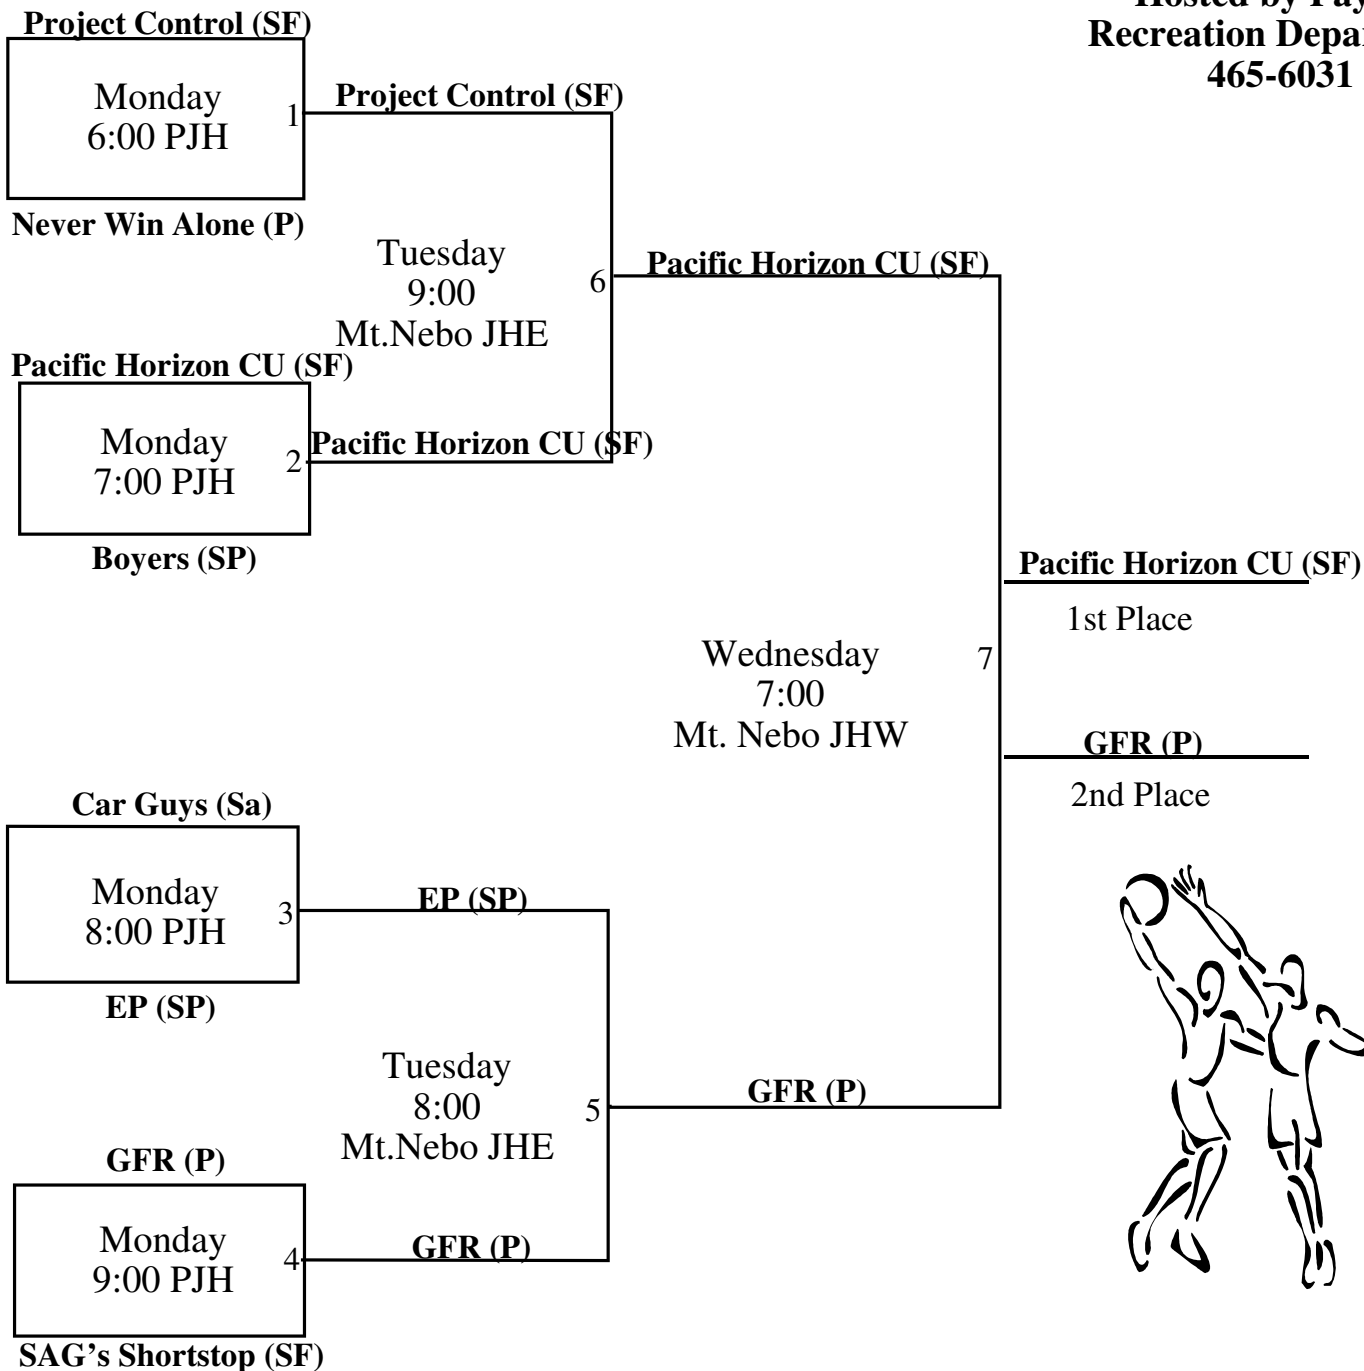 Recreation
465-6031
Project Control (SF)
Monday
6:00 PJH
1
Never Win Alone (P)
Project Control (SF)
Tuesday
9:00
Mt.Nebo JHE
6
Pacific Horizon CU (SF)
Pacific Horizon CU (SF)
Monday
7:00 PJH
2
Boyers (SP)
Pacific Horizon CU (SF)
Pacific Horizon CU (SF)
1st Place
Wednesday
7:00
Mt. Nebo JHW
7
GFR (P)
2nd Place
Car Guys (Sa)
Monday
8:00 PJH
3
EP (SP)
EP (SP)
Tuesday
8:00
Mt.Nebo JHE
5
GFR (P)
GFR (P)
Monday
9:00 PJH
4
SAG’s Shortstop (SF)
GFR (P)